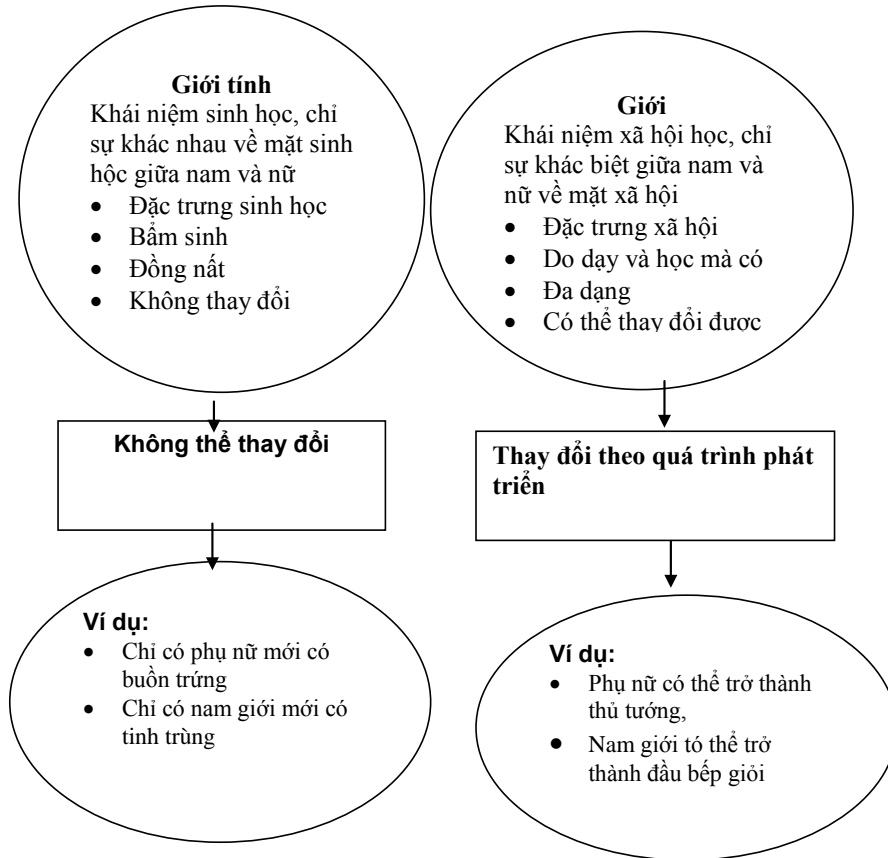 Giới tính
Khái niệm sinh học, chỉ
sự khác nhau về mặt sinh
hộc giữa nam và nữ
• Đặc trưng sinh học
• Bẩm sinh
• Đồng nất
• Không thay đổi
Giới
Khái niệm xã hội học, chỉ
sự khác biệt giữa nam và
nữ về mặt xã hội
• Đặc trưng xã hội
• Do dạy và học mà có
• Đa dạng
• Có thể thay đổi được
Không thể thay đổi
Thay đổi theo quá trình phát
triển
Ví dụ:
• Chỉ có phụ nữ mới có
buồn trứng
• Chỉ có nam giới mới có
tinh trùng
Ví dụ:
• Phụ nữ có thể trở thành
thủ tướng,
• Nam giới tó thể trở
thành đầu bếp giỏi